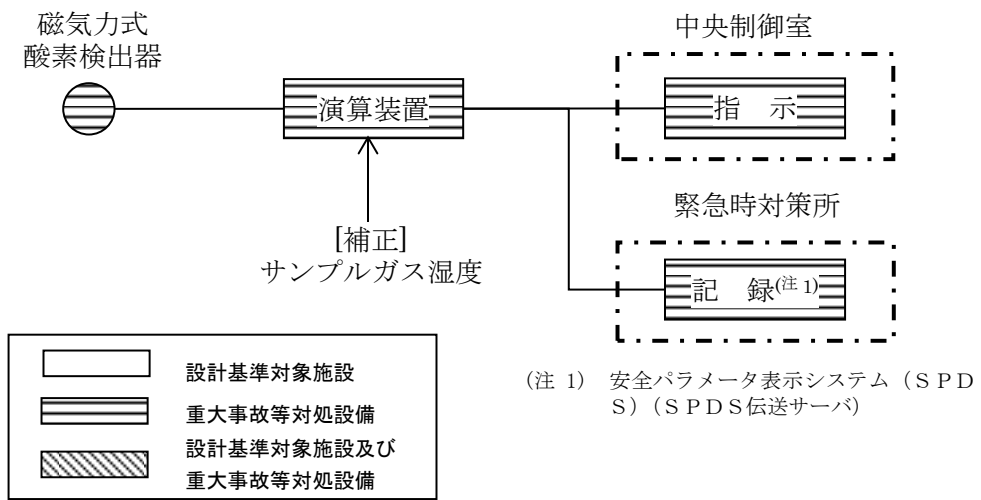 磁気力式
酸素検出器
演算装置
[補正]
サンプルガス湿度
中央制御室
指　示
緊急時対策所
記　録(注 1)
(注 1)　安全パラメータ表示システム（ＳＰＤ
Ｓ）(ＳＰＤＳ伝送サーバ)
設計基準対象施設
重大事故等対処設備
設計基準対象施設及び
重大事故等対処設備